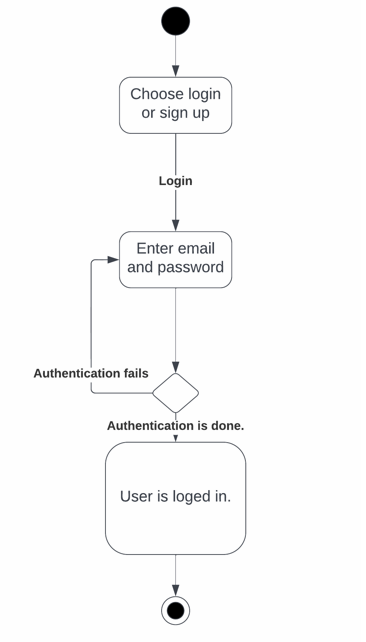 Choose login
or sign up
Login
Enter email
and password
Authentication fails
Authentication is done.
User is loged in.